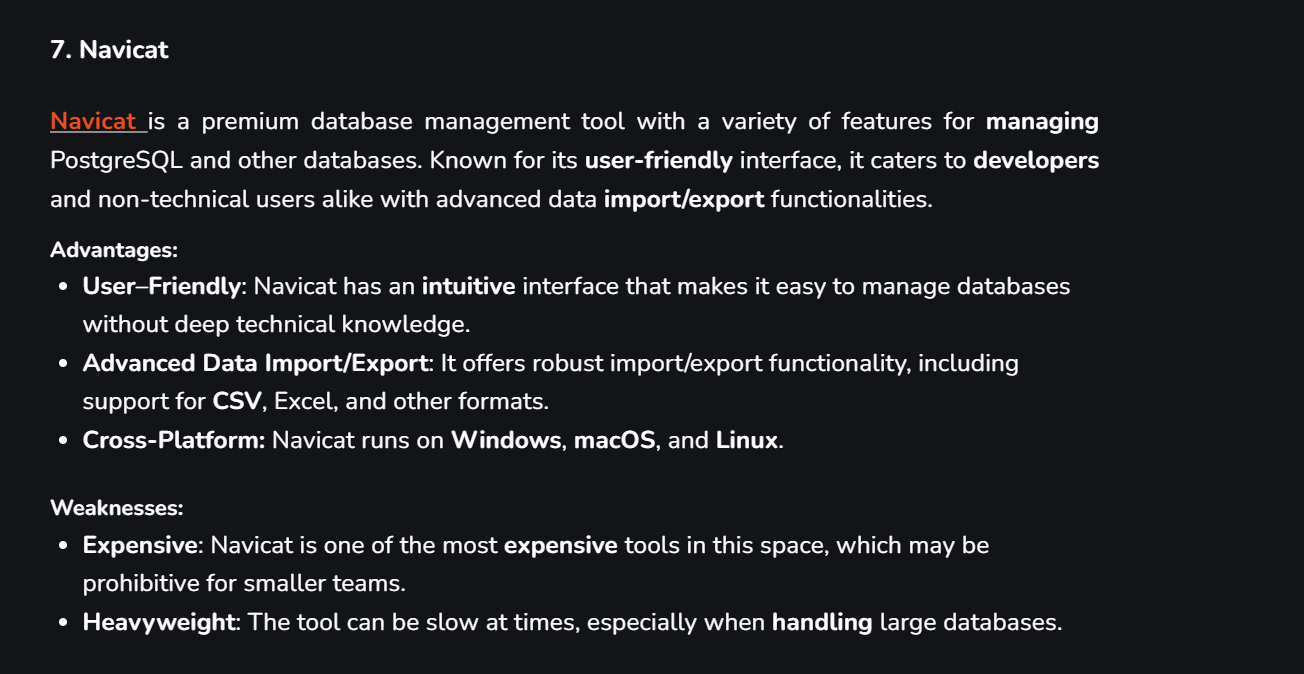 7. Navicat
Navicat is a premium database management tool with a variety of features for managing
PostgreSQL and other databases. Known for its user-friendly interface, it caters to developers
and non-technical users alike with advanced data import/export functionalities.
Advantages:
• User–Friendly: Navicat has an intuitive interface that makes it easy to manage databases
without deep technical knowledge.
• Advanced Data Import/Export: It offers robust import/export functionality, including
support for CSV, Excel, and other formats.
• Cross-Platform: Navicat runs on Windows, macOS, and Linux.
Weaknesses:
• Expensive: Navicat is one of the most expensive tools in this space, which may be
prohibitive for smaller teams.
• Heavyweight: The tool can be slow at times, especially when handling large databases.